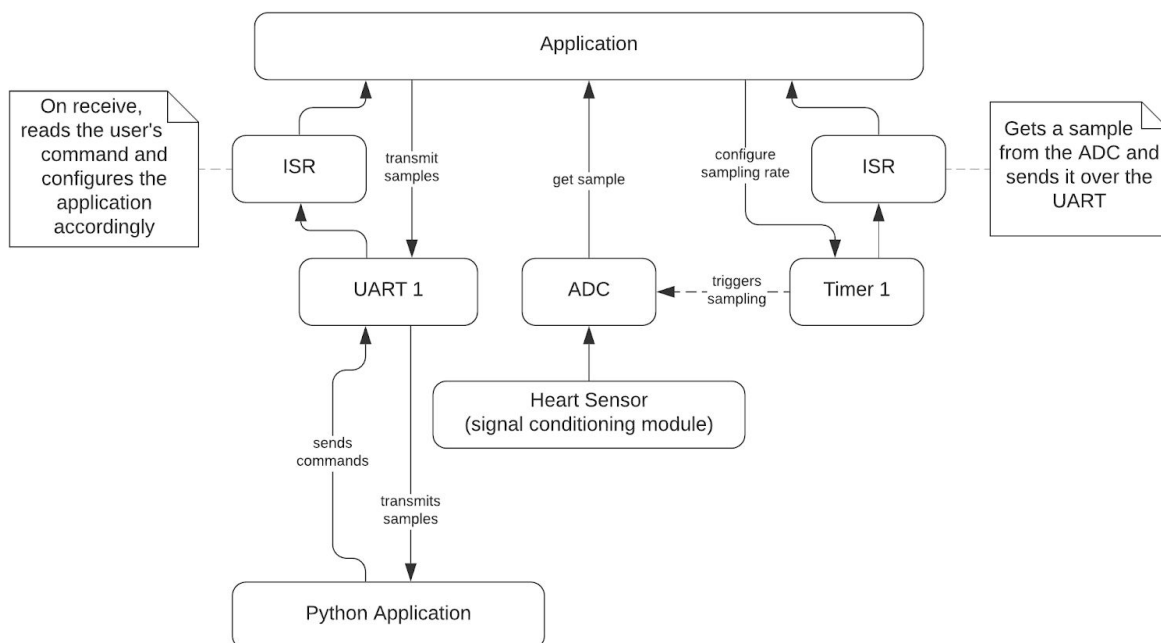 Application
On receive,
reads the user's
command and
configures the
application
accordingly
ISR
transmit
samples
get sample
configure
sampling rate
ISR
Gets a sample
from the ADC and
sends it over the
UART
UART 1
ADC
triggers
sampling
Timer 1
Heart Sensor
(signal conditioning module)
sends
commands
transmits
samples
Python Application